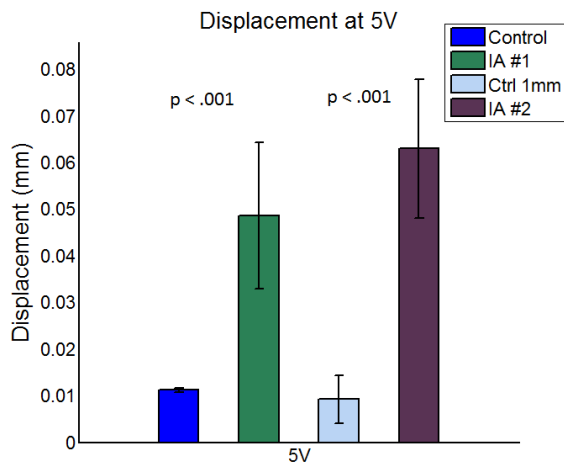 Displacement at 5V
Control
IA #1
Ctrl 1mm
IA #2
p < .001
p < .001
Displacement (mm)
0.08
0.07
0.06
0.05
0.04
0.03
0.02
0.01
0
5V